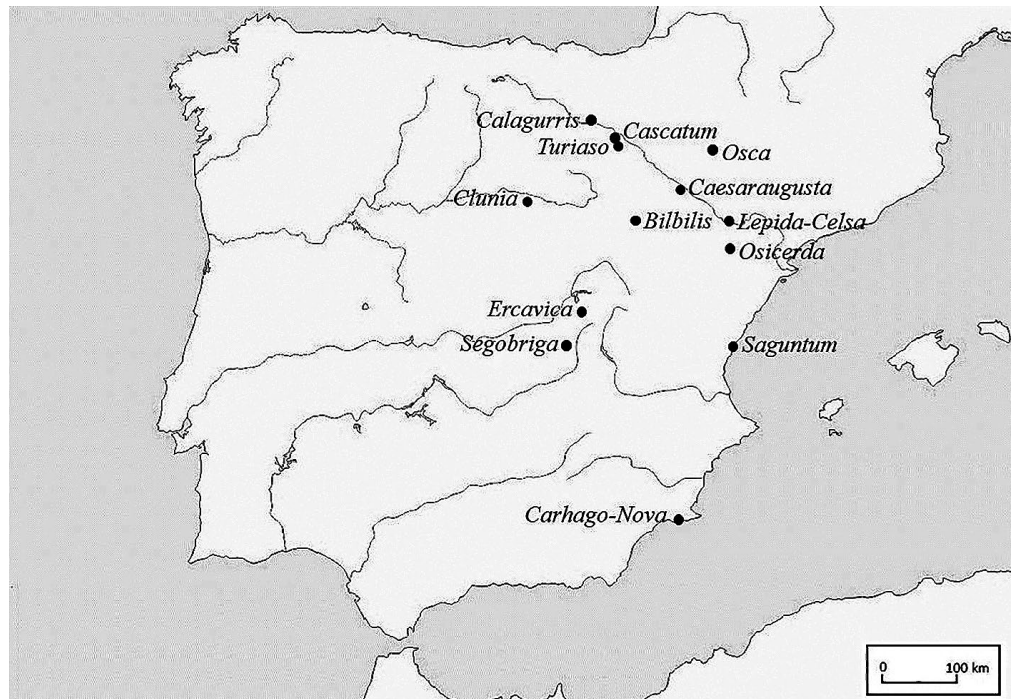 Calagurris
Cascatum
Turiaso
Osca
Caesaraugusta
Clunia
Bilbilis
Lepida-Celsa
Osicerda
Ercavica
Segobriga
Saguntum
Carhago-Nova
0 100 km